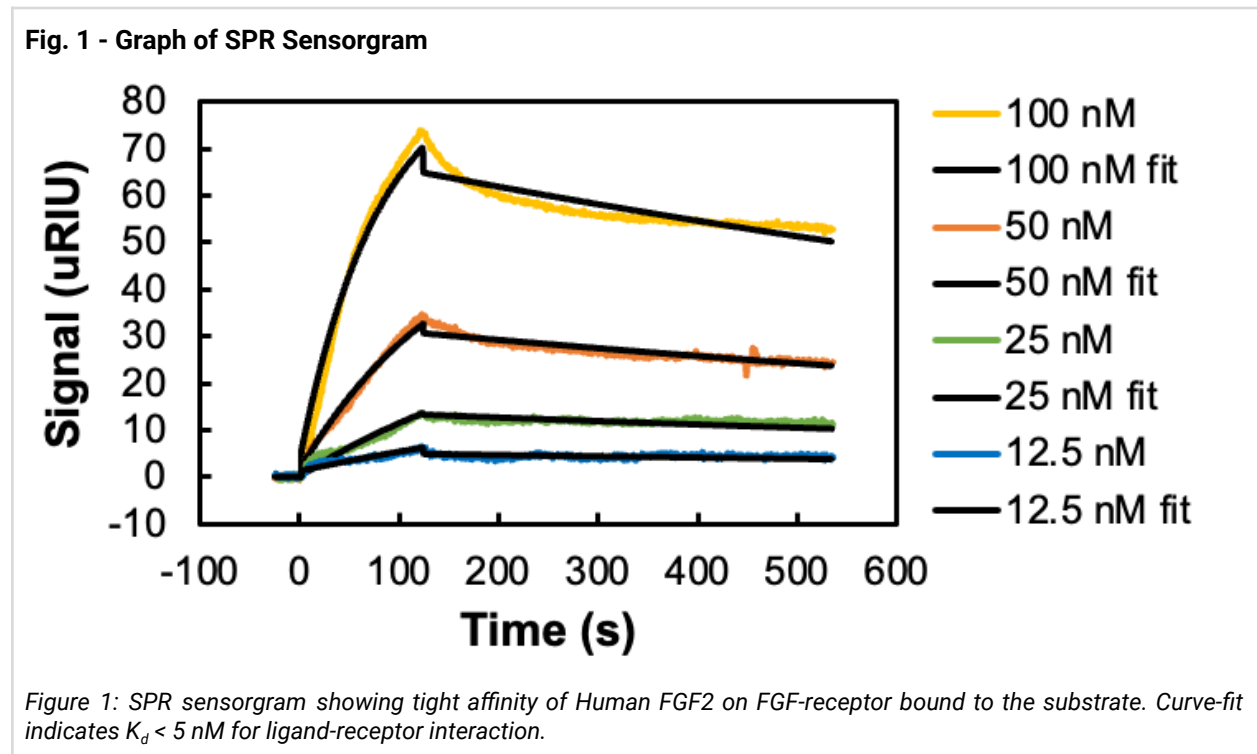 Fig. 1 - Graph of SPR Sensorgram
80
70
60
50
40
30
20
10
0
-10
Signal (uRIU)
-100 0 100 200 300 400 500 600
Time (s)
100 nM
100 nM fit
50 nM
50 nM fit
25 nM
25 nM fit
12.5 nM
12.5 nM fit
Figure 1: SPR sensorgram showing tight affinity of Human FGF2 on FGF-receptor bound to the substrate. Curve-fit
indicates Kd < 5 nM for ligand-receptor interaction.